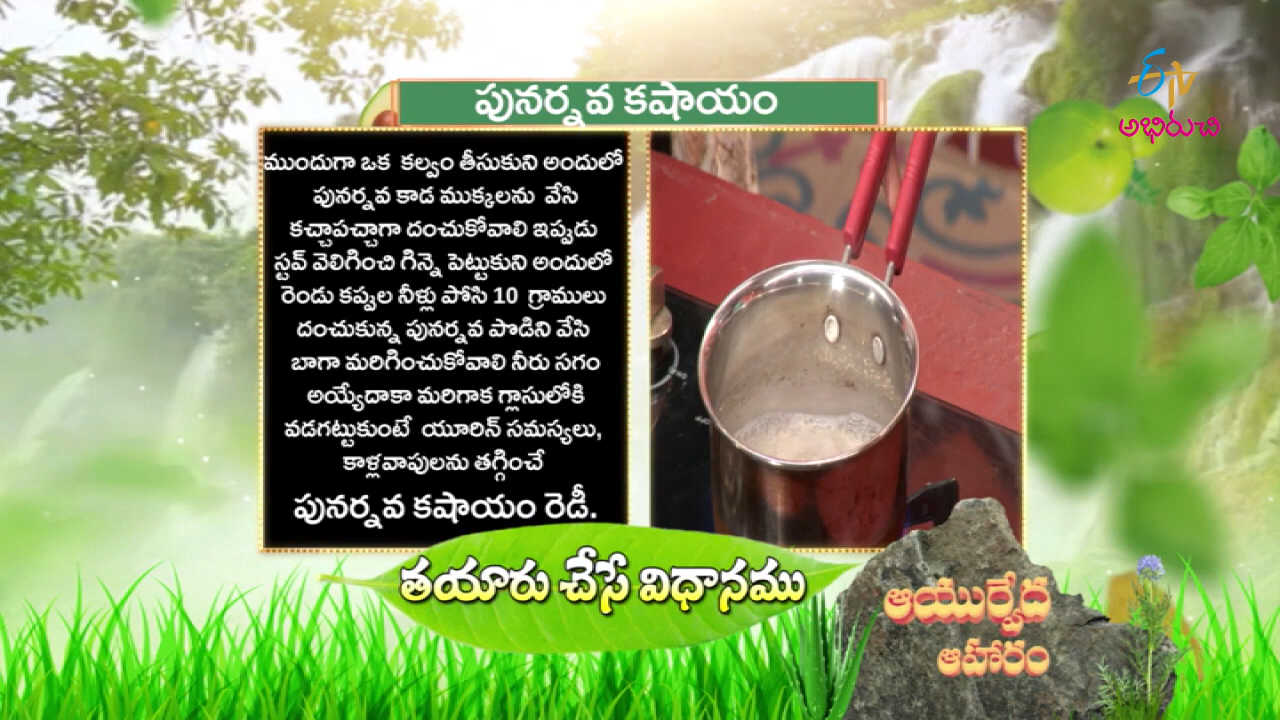 పునర్నవ కషాయం
ETV
అభిరుచి
ముందుగా ఒక కల్వం తీసుకుని అందులో
పునర్నవ కాడ ముక్కలను వేసి
కచ్చాపచ్చాగా దంచుకోవాలి ఇప్పుడు
స్టవ్ వెలిగించి గిన్నె పెట్టుకుని అందులో
రెండు కప్పుల నీళ్లు పోసి 10 గ్రాములు
దంచుకున్న పునర్నవ పొడిని వేసి
బాగా మరిగించుకోవాలి నీరు సగం
అయ్యేదాకా మరిగాక గ్లాసులోకి
వడగట్టుకుంటే యూరిన్ సమస్యలు,
కాళ్లవాపులను తగ్గించే
పునర్నవ కషాయం రెడీ.
తయారు చేసే విధానము
ఆయుర్వేద
ఆహారం